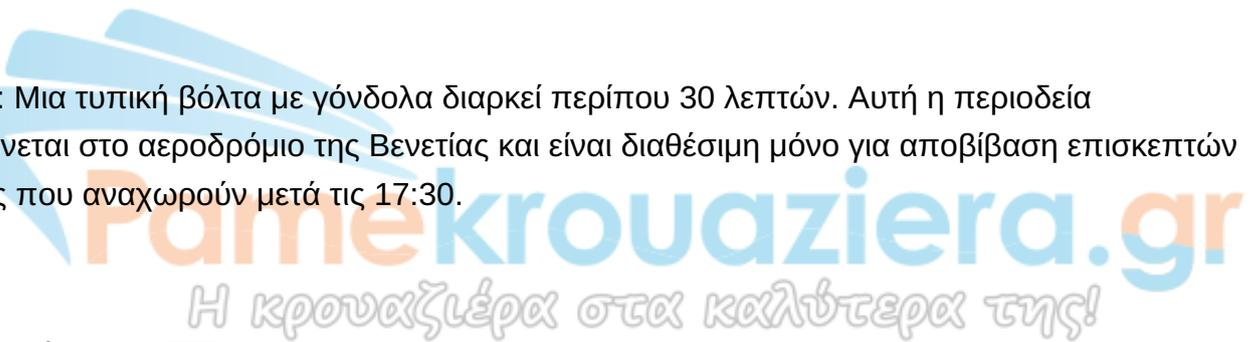 : Μια τυπική βόλτα με γόνδολα διαρκεί περίπου 30 λεπτών. Αυτή η περιοδεία
νεται στο αεροδρόμιο της Βενετίας και είναι διαθέσιμη μόνο για αποβίβαση επισκεπτών
ς που αναχωρούν μετά τις 17:30.
Pamekrouaziera.gr
Η κρουαζιέρα στα καλύτερα της!